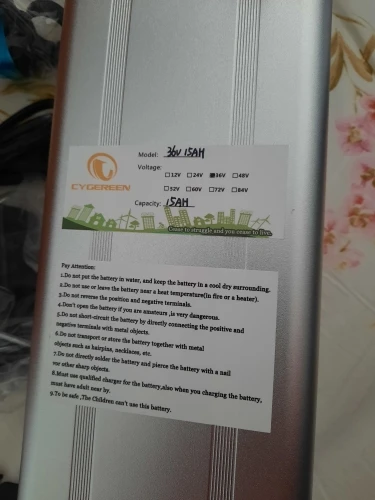 Model: 36V 15AH
Voltage:
□12V □24V ■36V □48V
□52V □60V □72V □84V
Capacity: 15AH
CYGEREEN
Cease to struggle and you cease to live.
Pay Attention:
1.Do not put the battery in water, and keep the battery in a cool dry surrounding.
2.Do not use or leave the battery near a heat temperature(in fire or a heater).
3.Do not reverse the position and negative terminals.
4.Don't open the battery if you are amateurs ,is very dangerous.
5.Do not short-circuit the battery by directly connecting the positive and
negative terminals with metal objects.
6.Do not transport or store the battery together with metal
objects such as hairpins, necklaces, etc.
7.Do not directly solder the battery and pierce the battery with a nail
our other sharp objects.
8.Must use qualified charger for the battery,also when you charging the battery,
must have adult near by.
9.To be safe ,The Children can't use this battery.